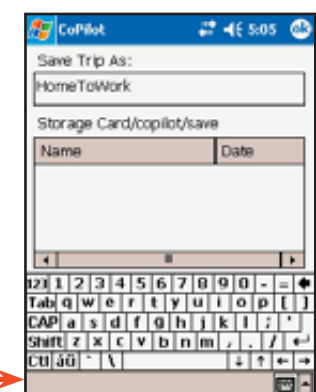 CoPilot 5:05 ok
Save Trip As:
HomeToWork
Storage Card/copilot/save
Name Date
123 1 2 3 4 5 6 7 8 9 0 - =
Tab q w e r t y u i o p [ ]
CAP a s d f g h j k l ; '
Shift z x c v b n m , . /
Ctl áü ` \